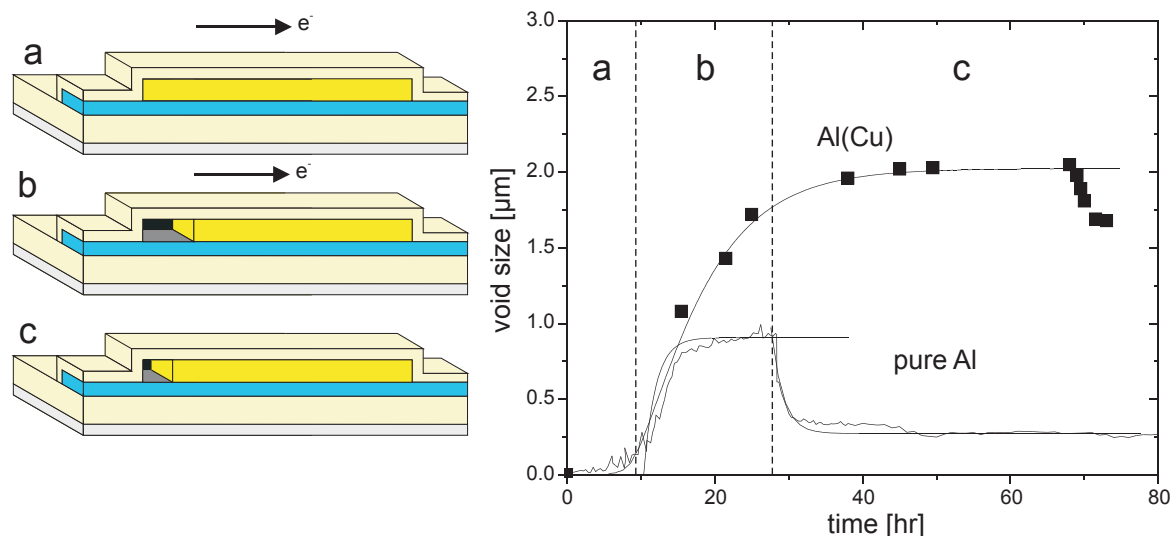 a
e-
b
e-
c
void size [μm]
3.0
2.5
2.0
1.5
1.0
0.5
0.0
a
b
c
Al(Cu)
pure Al
0
20
40
60
80
time [hr]